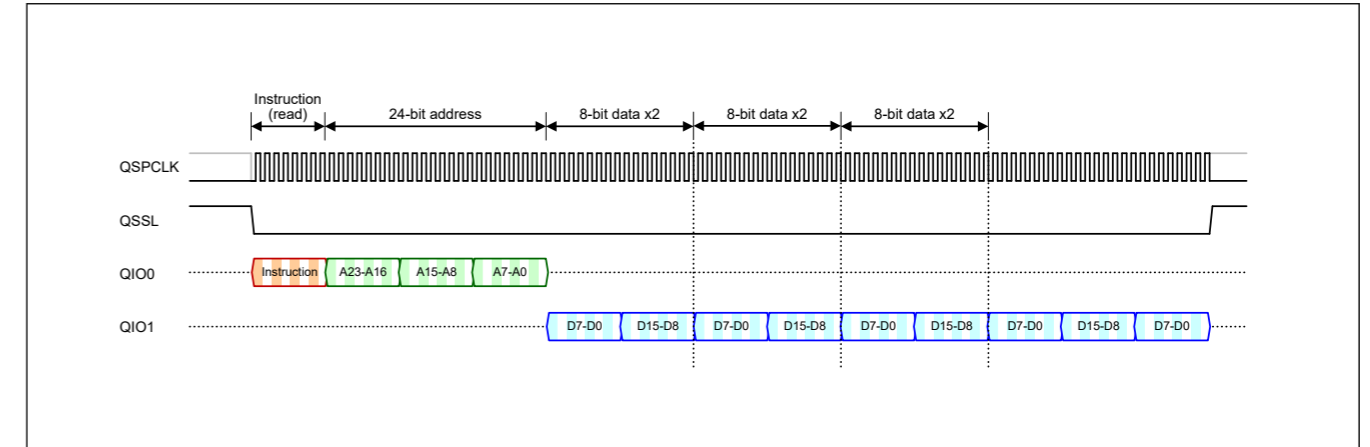 Instruction
(read)
24-bit address
8-bit data x2
8-bit data x2
8-bit data x2
QSPCLK
QSSL
QIO0
Instruction
A23-A16
A15-A8
A7-A0
QIO1
D7-D0
D15-D8
D7-D0
D15-D8
D7-D0
D15-D8
D7-D0
D15-D8
D7-D0